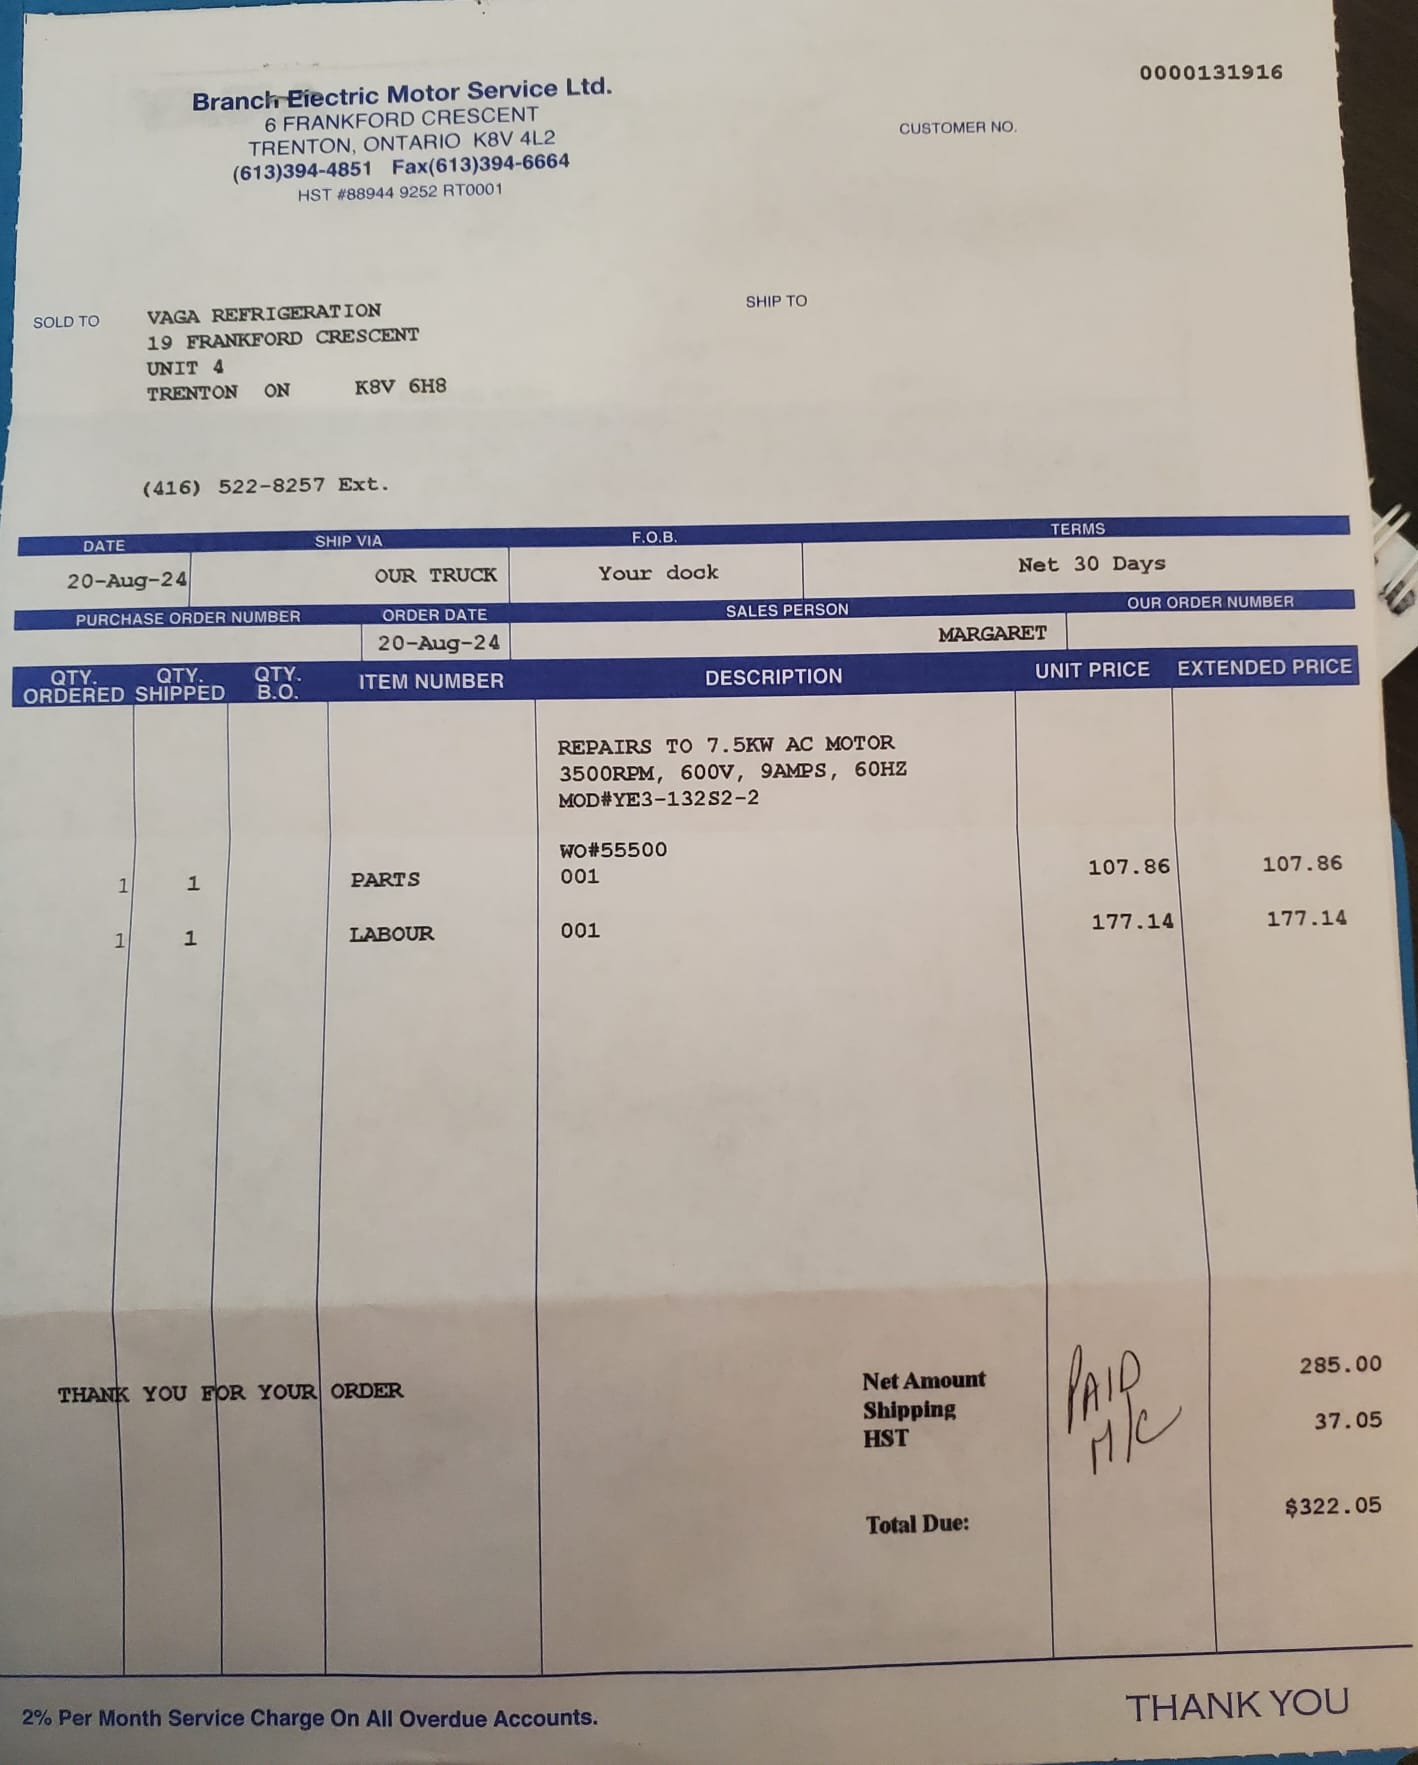 0000131916
Branch Electric Motor Service Ltd.
6 FRANKFORD CRESCENT
TRENTON, ONTARIO K8V 4L2
(613)394-4851 Fax(613)394-6664
HST #88944 9252 RT0001
CUSTOMER NO.
SOLD TO
VAGA REFRIGERATION
19 FRANKFORD CRESCENT
UNIT 4
TRENTON ON K8V 6H8
(416) 522-8257 Ext.
SHIP TO
DATE SHIP VIA F.O.B. TERMS
20-Aug-24 OUR TRUCK Your dock Net 30 Days
PURCHASE ORDER NUMBER ORDER DATE SALES PERSON OUR ORDER NUMBER
20-Aug-24 MARGARET
QTY. ORDERED QTY. SHIPPED QTY. B.O. ITEM NUMBER DESCRIPTION UNIT PRICE EXTENDED PRICE
REPAIRS TO 7.5KW AC MOTOR
3500RPM, 600V, 9AMPS, 60HZ
MOD#YE3-132S2-2
WO#55500
1 1 PARTS 001 107.86 107.86
1 1 LABOUR 001 177.14 177.14
THANK YOU FOR YOUR ORDER
Net Amount 285.00
Shipping
HST 37.05
PAID
M/C
Total Due: $322.05
2% Per Month Service Charge On All Overdue Accounts.
THANK YOU